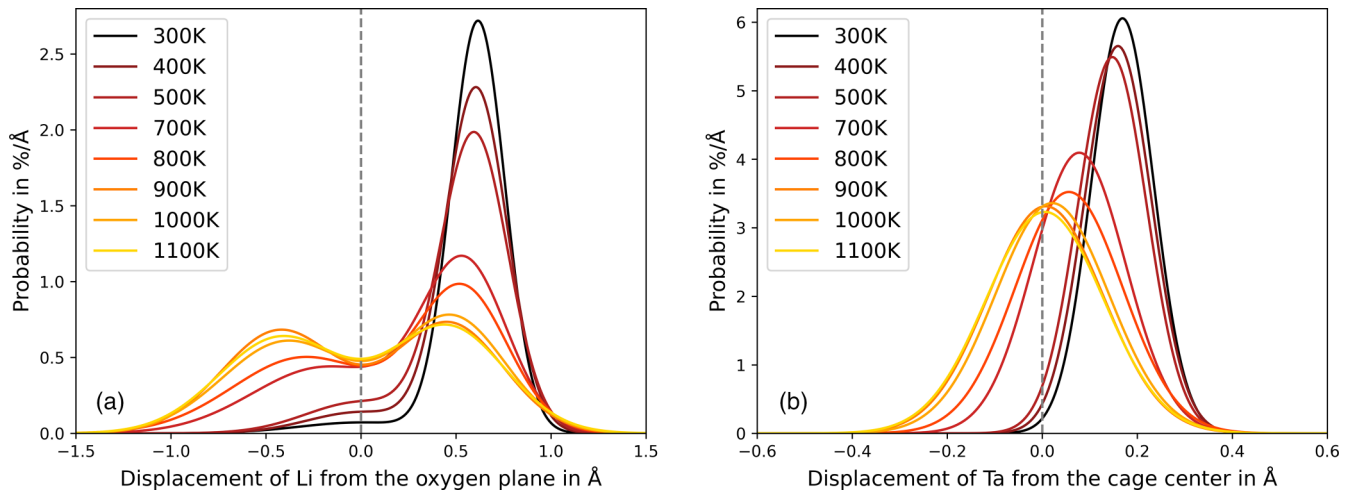 300K
400K
500K
700K
800K
900K
1000K
1100K
Probability in %/Å
2.5
2.0
1.5
1.0
0.5
0.0
(a)
−1.5 −1.0 −0.5 0.0 0.5 1.0 1.5
Displacement of Li from the oxygen plane in Å
300K
400K
500K
700K
800K
900K
1000K
1100K
Probability in %/Å
6
5
4
3
2
1
0
(b)
−0.6 −0.4 −0.2 0.0 0.2 0.4 0.6
Displacement of Ta from the cage center in Å